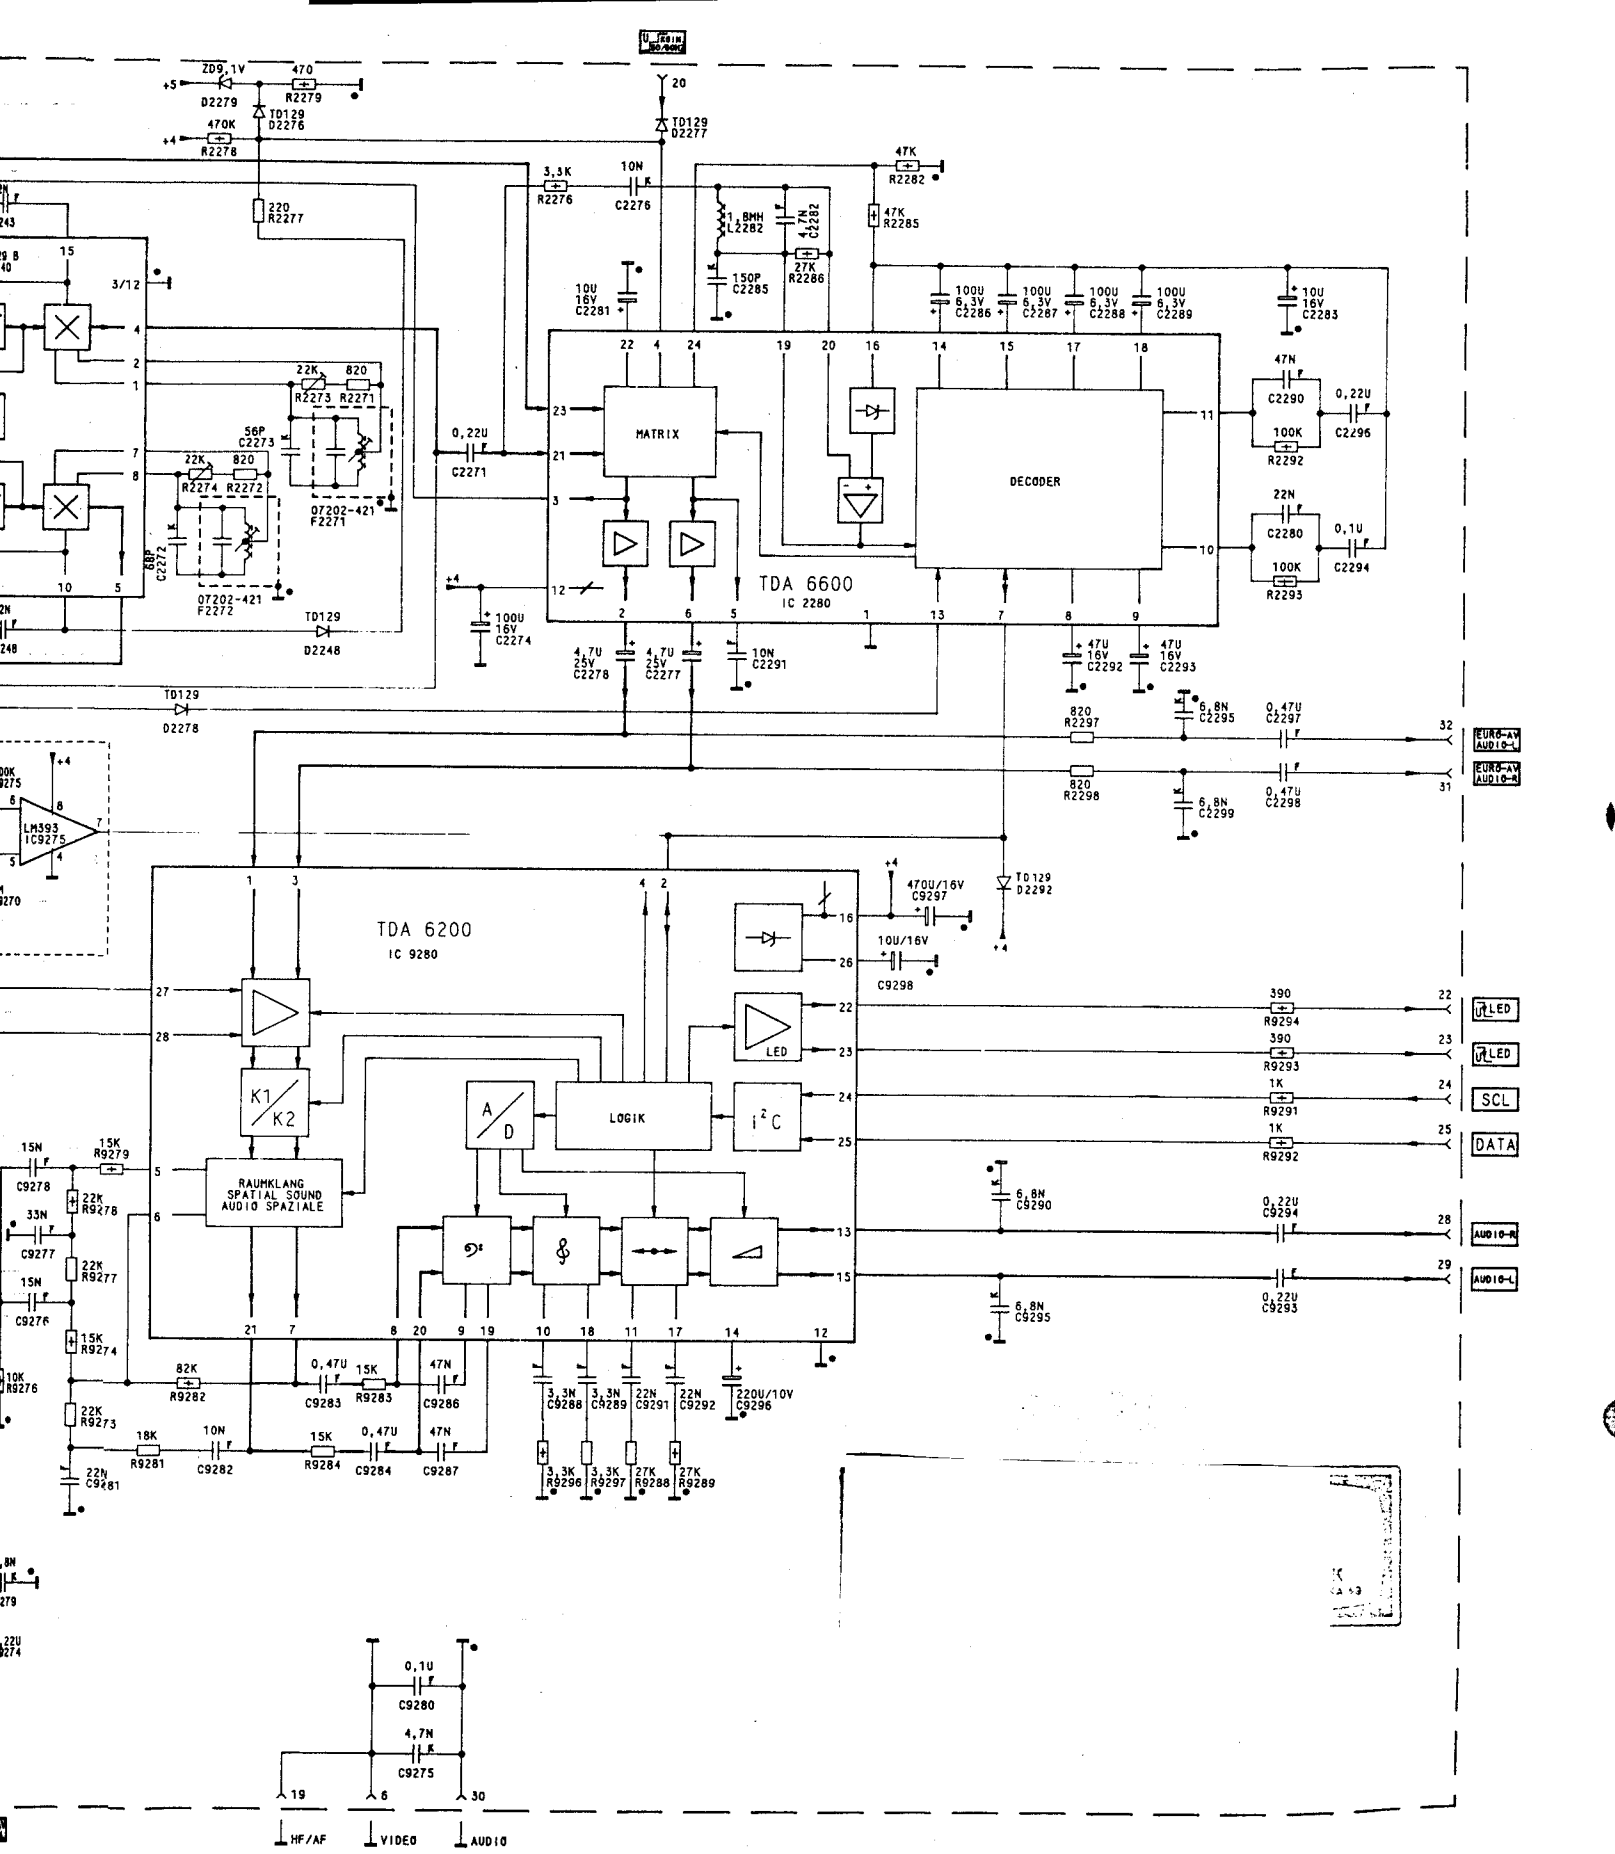 20
ZD9,1V
470
+5
D2279
R2279
TD129
D2276
470K
+4
R2278
TD129
D2277
47K
R2282
3,3K
10N
R2276
C2276
220
R2277
47K
R2285
1,8MH
L2282
4,7N
C2282
27K
R2286
150P
C2285
243
15
3/12
40
10U
16V
C2281
100U
6,3V
C2286
100U
6,3V
C2287
100U
6,3V
C2288
100U
6,3V
C2289
10U
16V
C2283
4
2
1
22 4 24 19 20 16 14 15 17 18
22K
820
R2273 R2271
47N
C2290
0,22U
C2296
100K
R2292
23
MATRIX
11
56P
C2273
0,22U
C2271
21
7
8
22K
820
R2274 R2272
3
DECODER
07202-421
F2271
22N
C2280
0,1U
C2294
100K
R2293
68P
C2272
10
- +
10 5
07202-421
F2272
+4
12
TDA 6600
IC 2280
2 6 5 1 13 7 8 9
TD129
D2248
248
100U
16V
C2274
4,7U
25V
C2278
4,7U
25V
C2277
10N
C2291
47U
16V
C2292
47U
16V
C2293
TD129
D2278
820
R2297
6,8N
C2295
0,47U
C2297
32
EURO-AV
AUDIO-L
820
R2298
6,8N
C2299
0,47U
C2298
31
EURO-AV
AUDIO-R
+4
6
8
7
LM393
IC9275
5
4
1 3 4 2
TDA 6200
IC 9280
+4
470U/16V
C9297
16
TD129
D2292
+4
10U/16V
C9298
26
27
28
22
390
R9294
22
LED
LED
23
390
R9293
23
LED
K1/K2
A/D
LOGIK
I²C
24
1K
R9291
24
SCL
25
1K
R9292
25
DATA
15N
C9278
15K
R9279
5
RAUMKLANG
SPATIAL SOUND
AUDIO SPAZIALE
22K
R9278
6
33N
C9277
22K
R9277
15N
C9276
15K
R9274
13
6,8N
C9290
0,22U
C9294
28
AUDIO-R
15
6,8N
C9295
0,22U
C9293
29
AUDIO-L
21 7 8 20 9 19 10 18 11 17 14 12
10K
R9276
82K
R9282
0,47U
C9283
15K
R9283
47N
C9286
3,3N
C9288
3,3N
C9289
22N
C9291
22N
C9292
220U/10V
C9296
22K
R9273
18K
R9281
10N
C9282
15K
R9284
0,47U
C9284
47N
C9287
22N
C9281
3,3K
R9296
3,3K
R9297
27K
R9288
27K
R9289
279
0,1U
C9280
4,7N
C9275
19 6 30
HF/AF
VIDEO
AUDIO